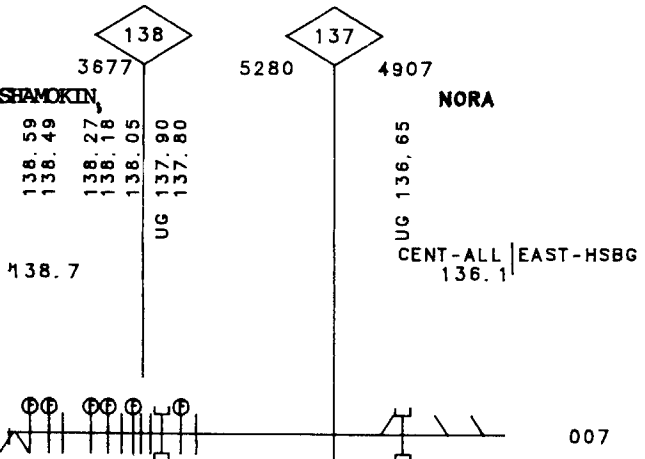 138 137
3677 5280 4907
SHAMOKIN, NORA
138.59
138.49
138.27
138.18
138.05
UG 137.90
137.80
UG 136,65
138.7
CENT-ALL | EAST-HSBG
136.1
F F F F F F
007